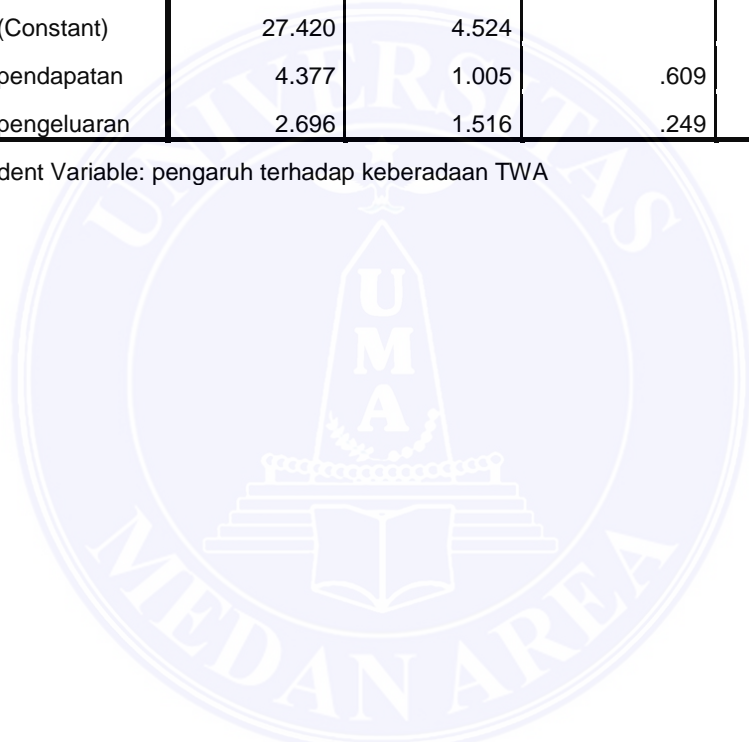 (Constant) 27.420 4.524
pendapatan 4.377 1.005 .609
pengeluaran 2.696 1.516 .249
dent Variable: pengaruh terhadap keberadaan TWA
UNIVERSITAS
UMA
MEDAN AREA